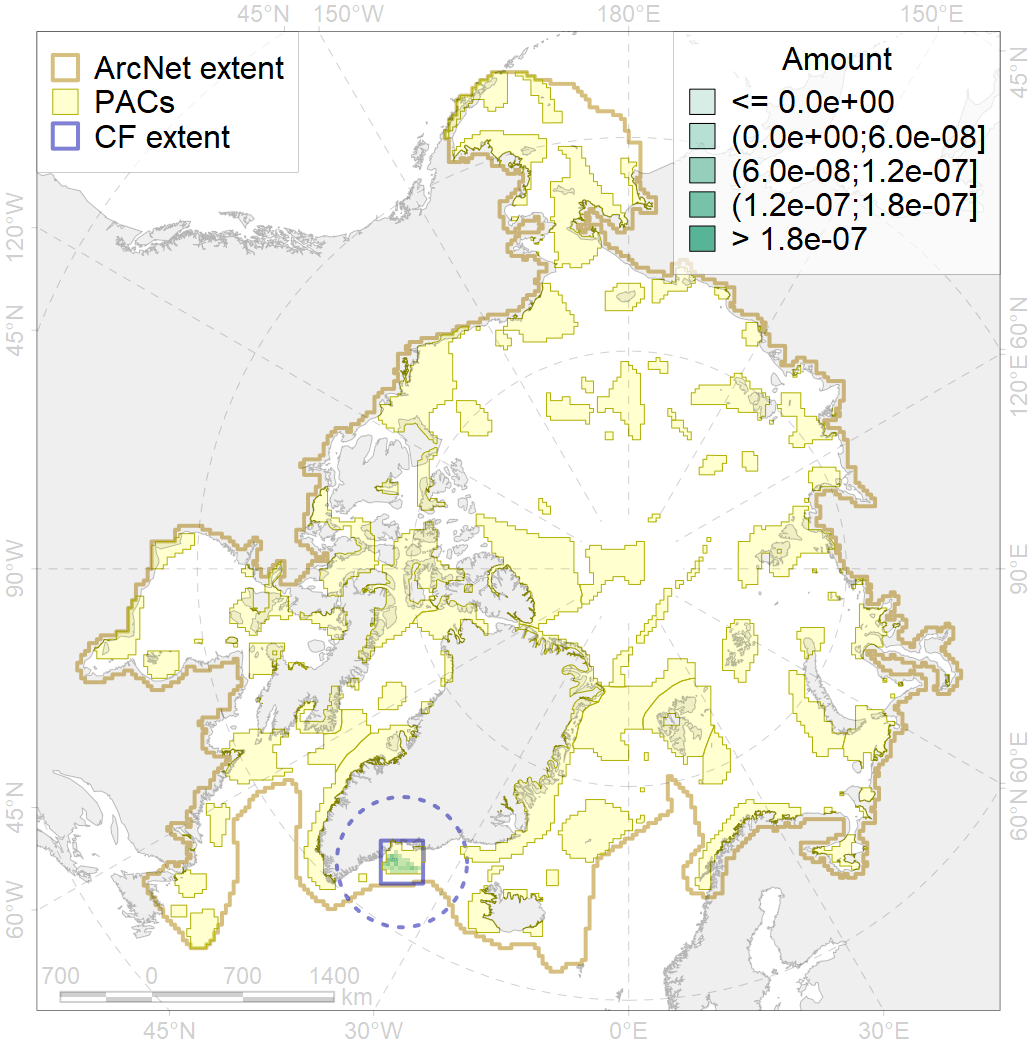 45°N 150°W 180°E 150°E
ArcNet extent
PACs
CF extent
Amount
<= 0.0e+00
(0.0e+00;6.0e-08]
(6.0e-08;1.2e-07]
(1.2e-07;1.8e-07]
> 1.8e-07
45°N
120°W
45°N
90°W
45°N
60°W
60°N
120°E
90°E
60°E
60°N
700 0 700 1400
km
45°N 30°W 0°E 30°E